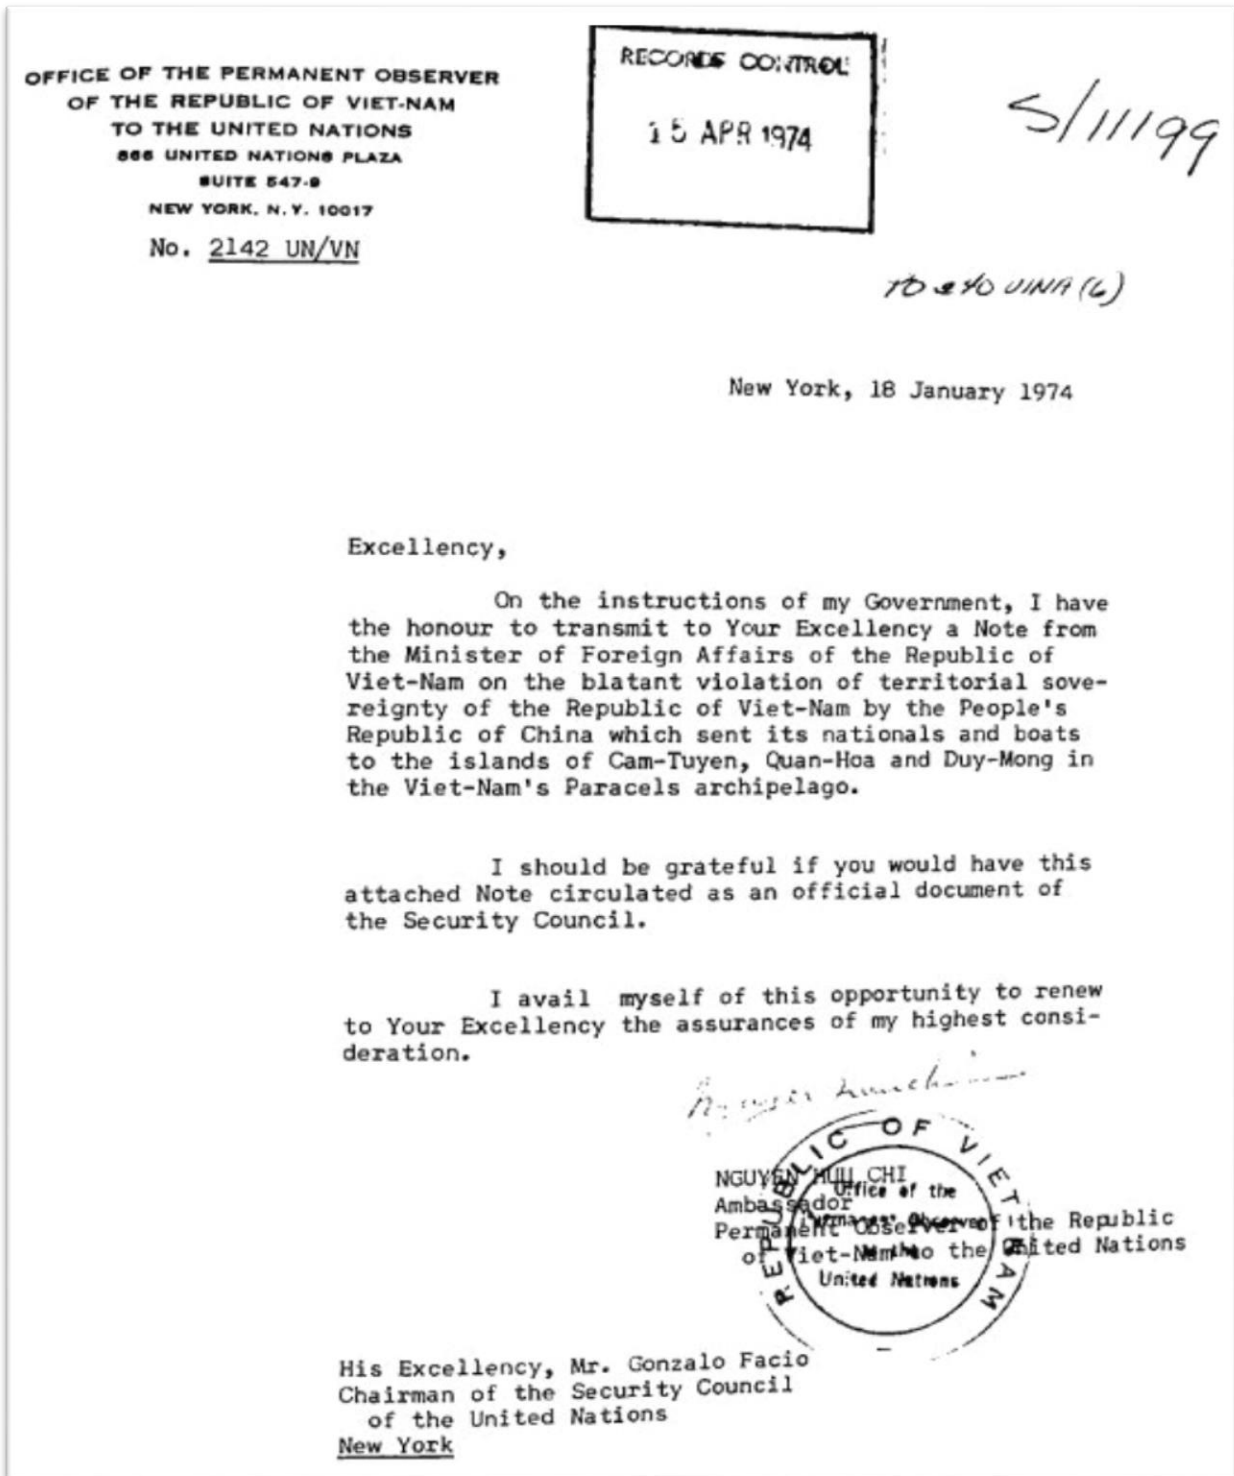 OFFICE OF THE PERMANENT OBSERVER
OF THE REPUBLIC OF VIET-NAM
TO THE UNITED NATIONS
866 UNITED NATIONS PLAZA
SUITE 547-9
NEW YORK, N.Y. 10017
No. 2142 UN/VN
RECORDS CONTROL
15 APR 1974
S/11199
New York, 18 January 1974
Excellency,
On the instructions of my Government, I have
the honour to transmit to Your Excellency a Note from
the Minister of Foreign Affairs of the Republic of
Viet-Nam on the blatant violation of territorial sove-
reignty of the Republic of Viet-Nam by the People's
Republic of China which sent its nationals and boats
to the islands of Cam-Tuyen, Quan-Hoa and Duy-Mong in
the Viet-Nam's Paracels archipelago.
I should be grateful if you would have this
attached Note circulated as an official document of
the Security Council.
I avail myself of this opportunity to renew
to Your Excellency the assurances of my highest consi-
deration.
NGUYEN HUU CHI
Ambassador
Permanent Observer of the Republic
of Viet-Nam to the United Nations
REPUBLIC OF VIET NAM
Office of the
Permanent Observer
to the
United Nations
His Excellency, Mr. Gonzalo Facio
Chairman of the Security Council
of the United Nations
New York